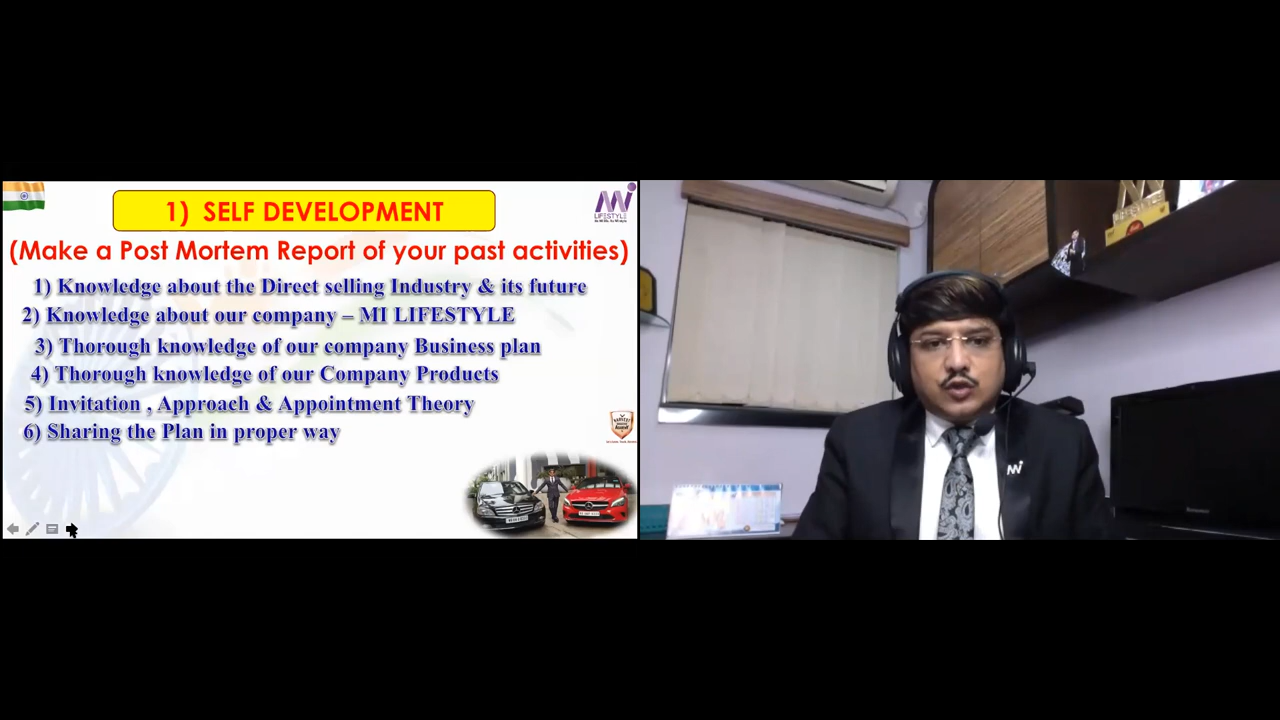 1) SELF DEVELOPMENT
LIFESTYLE
(Make a Post Mortem Report of your past activities)
1) Knowledge about the Direct selling Industry & its future
2) Knowledge about our company – MI LIFESTYLE
3) Thorough knowledge of our company Business plan
4) Thorough knowledge of our Company Products
5) Invitation , Approach & Appointment Theory
6) Sharing the Plan in proper way